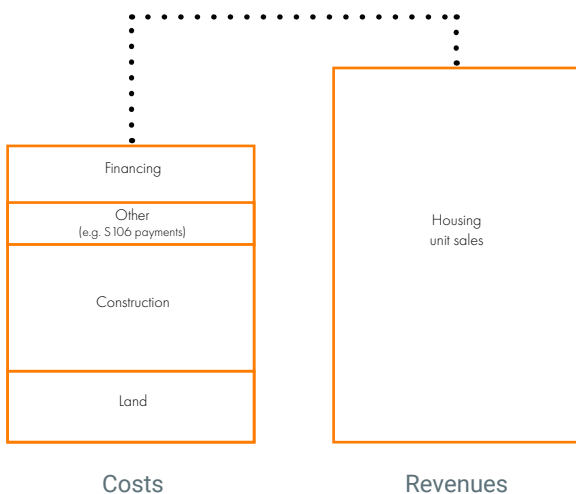 Financing
Other
(e.g. S106 payments)
Construction
Land
Housing
unit sales
Costs
Revenues